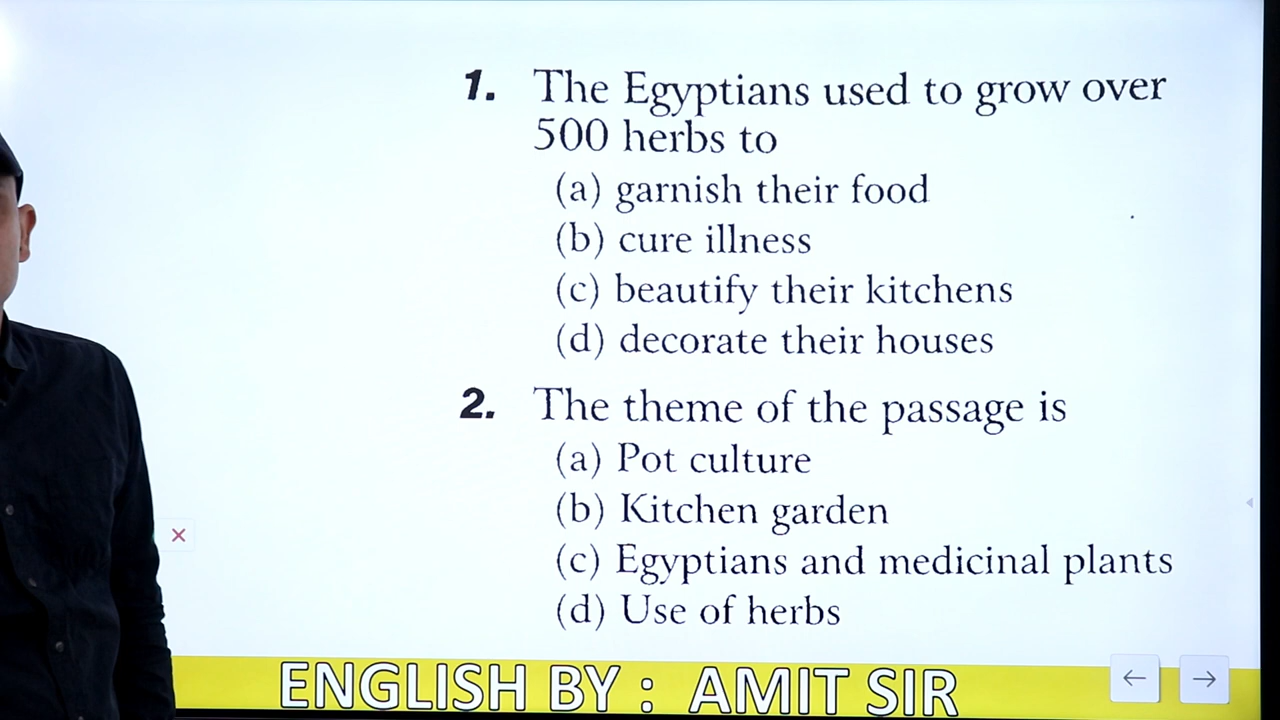 1. The Egyptians used to grow over
500 herbs to
(a) garnish their food
(b) cure illness
(c) beautify their kitchens
(d) decorate their houses
2. The theme of the passage is
(a) Pot culture
(b) Kitchen garden
(c) Egyptians and medicinal plants
(d) Use of herbs
ENGLISH BY : AMIT SIR